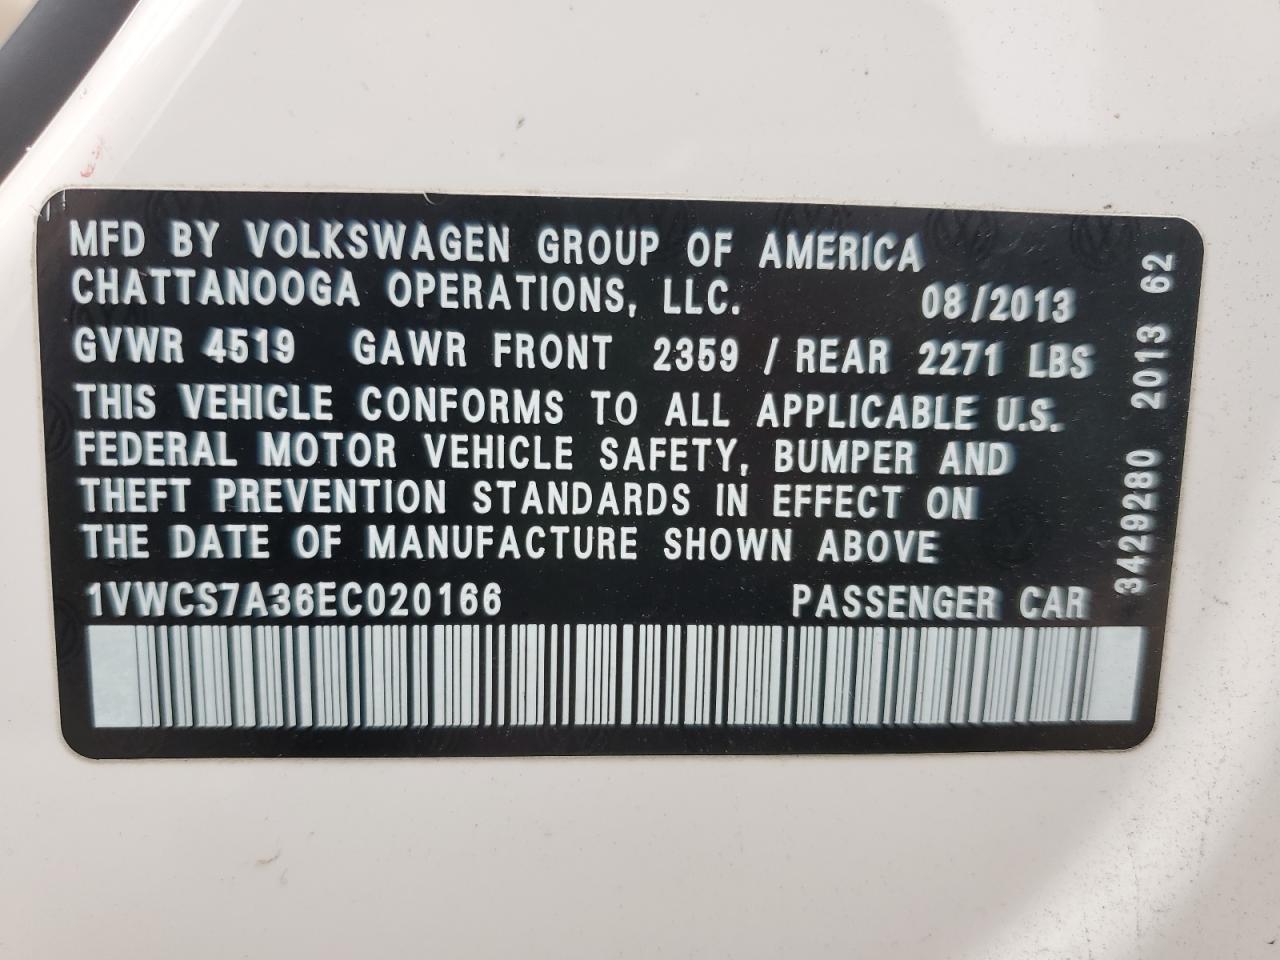 MFD BY VOLKSWAGEN GROUP OF AMERICA
CHATTANOOGA OPERATIONS, LLC. 08/2013
GVWR 4519 GAWR FRONT 2359 / REAR 2271 LBS
THIS VEHICLE CONFORMS TO ALL APPLICABLE U.S.
FEDERAL MOTOR VEHICLE SAFETY, BUMPER AND
THEFT PREVENTION STANDARDS IN EFFECT ON
THE DATE OF MANUFACTURE SHOWN ABOVE
1VWCS7A36EC020166 PASSENGER CAR
3429280 2013 62